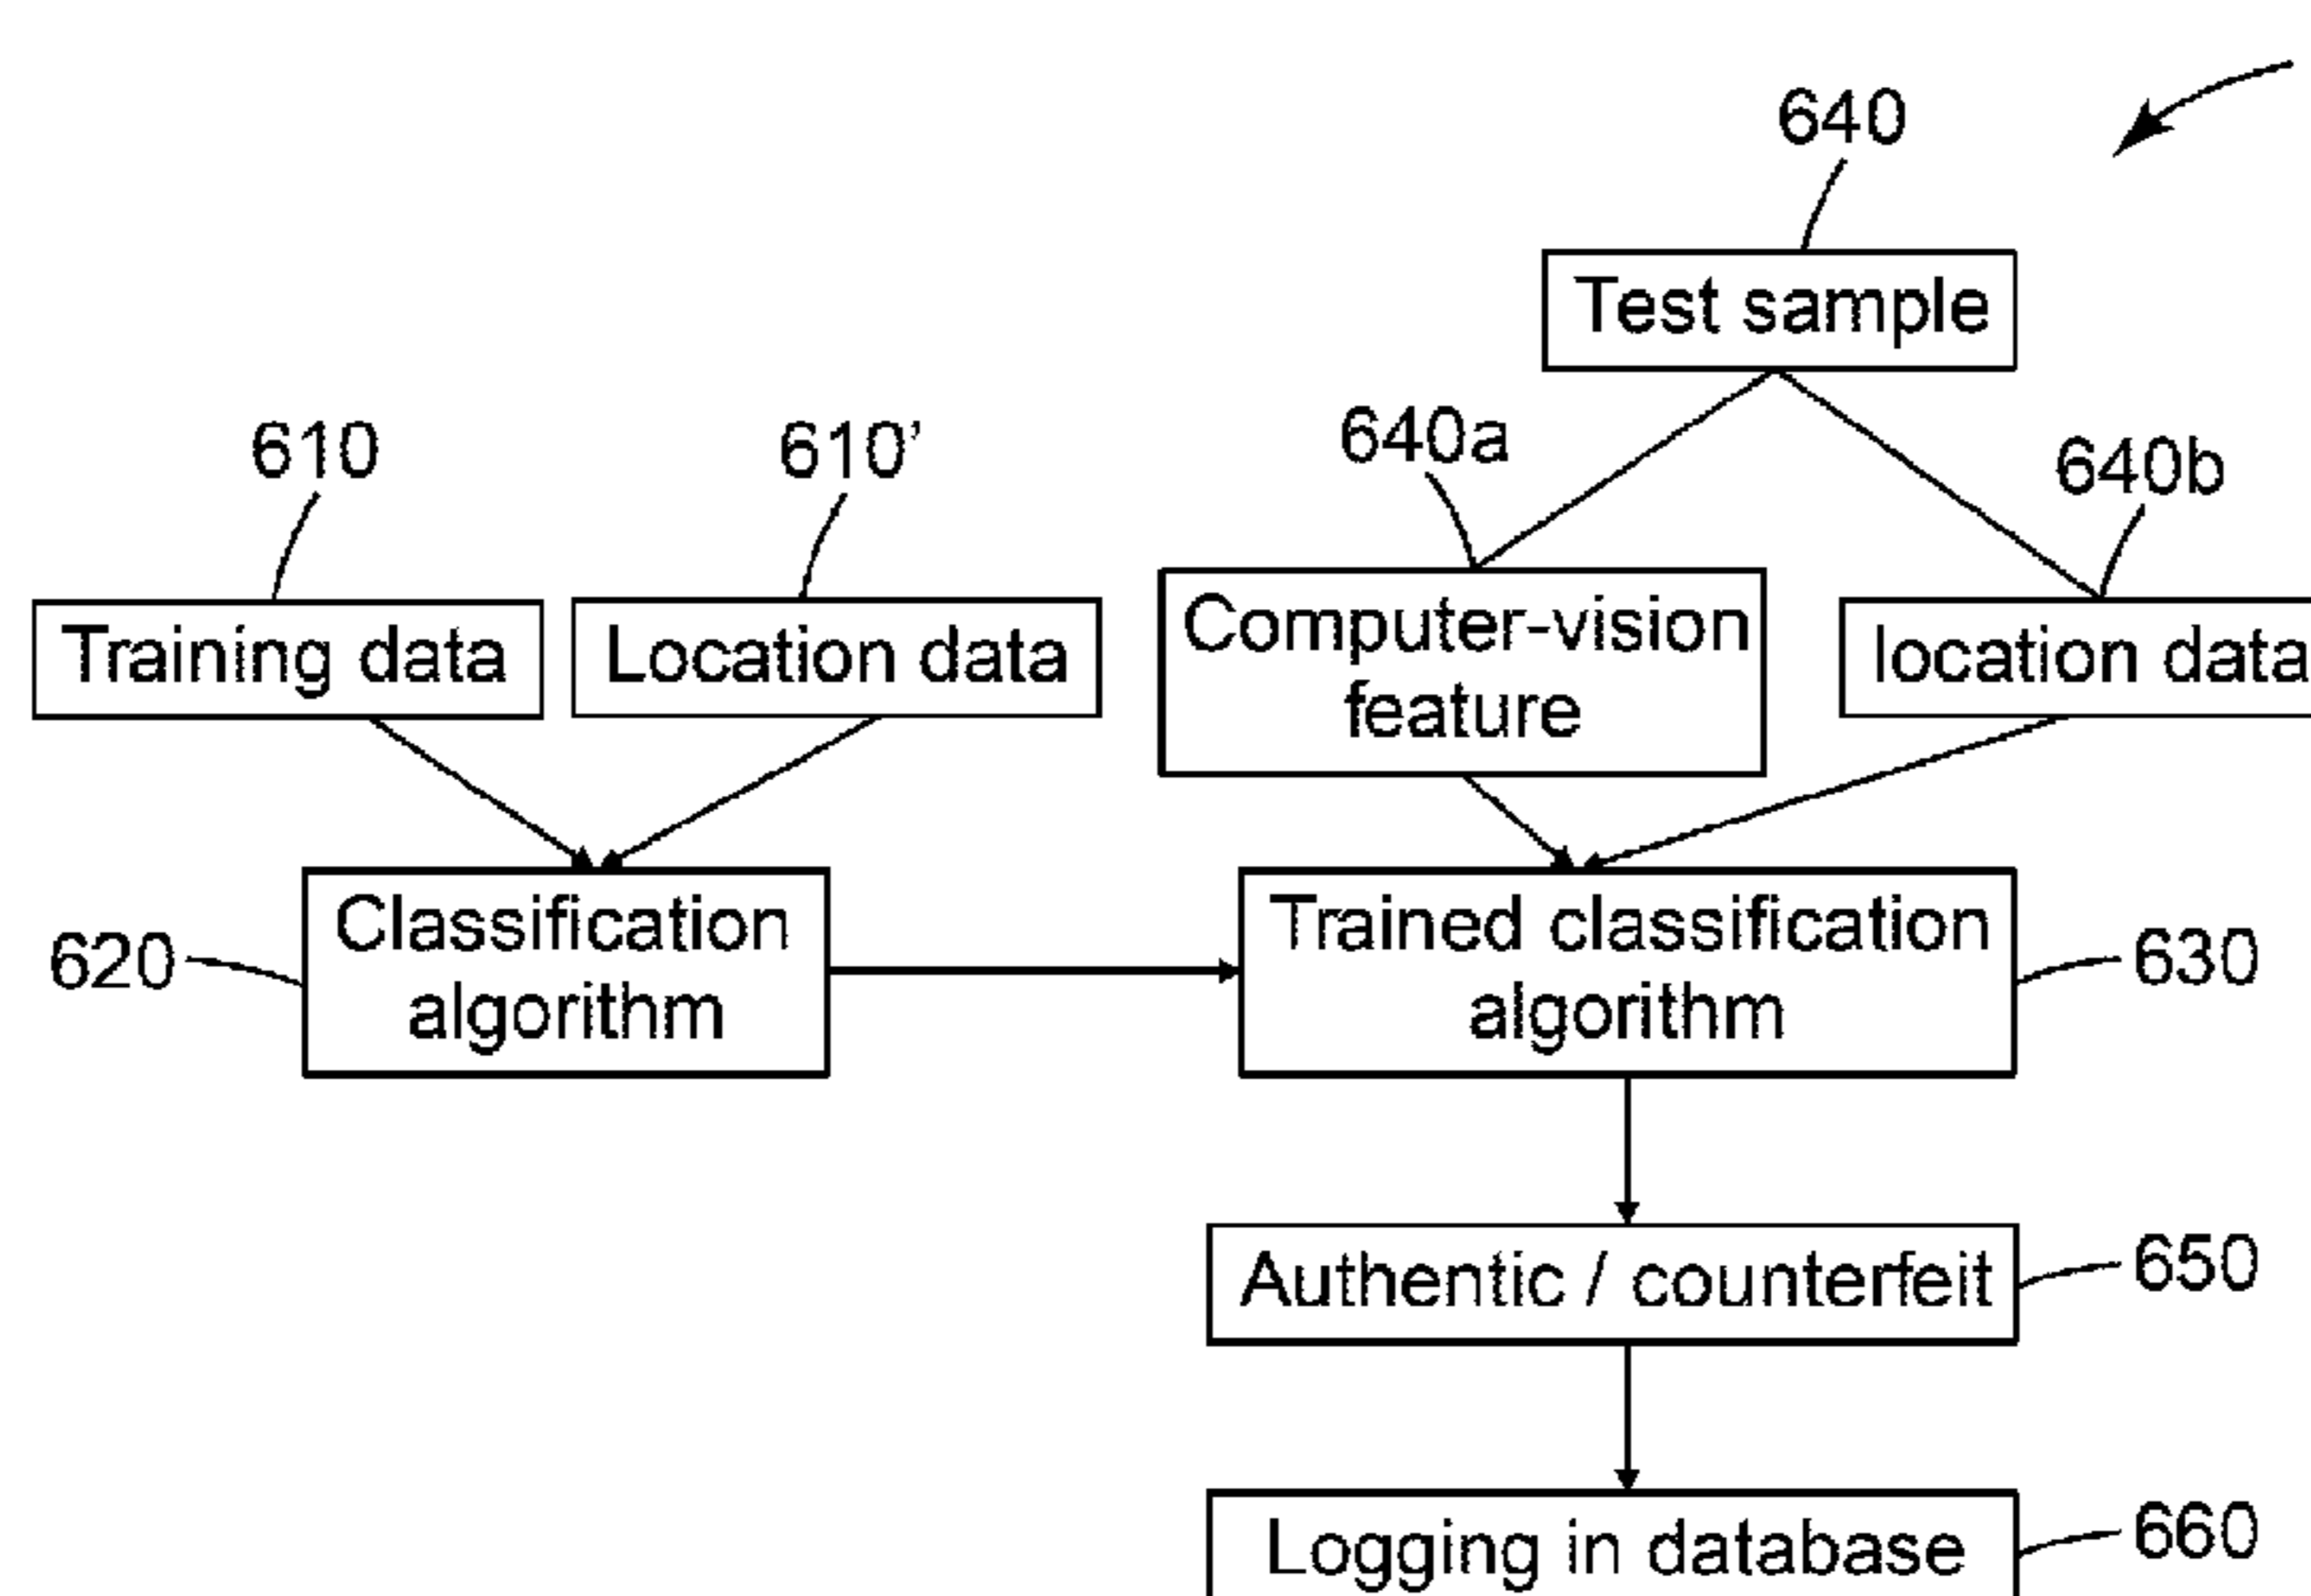 640
Test sample
610
610’
640a
640b
Training data
Location data
Computer-vision
feature
location data
620
Classification
algorithm
Trained classification
algorithm
630
Authentic / counterfeit
650
Logging in database
660